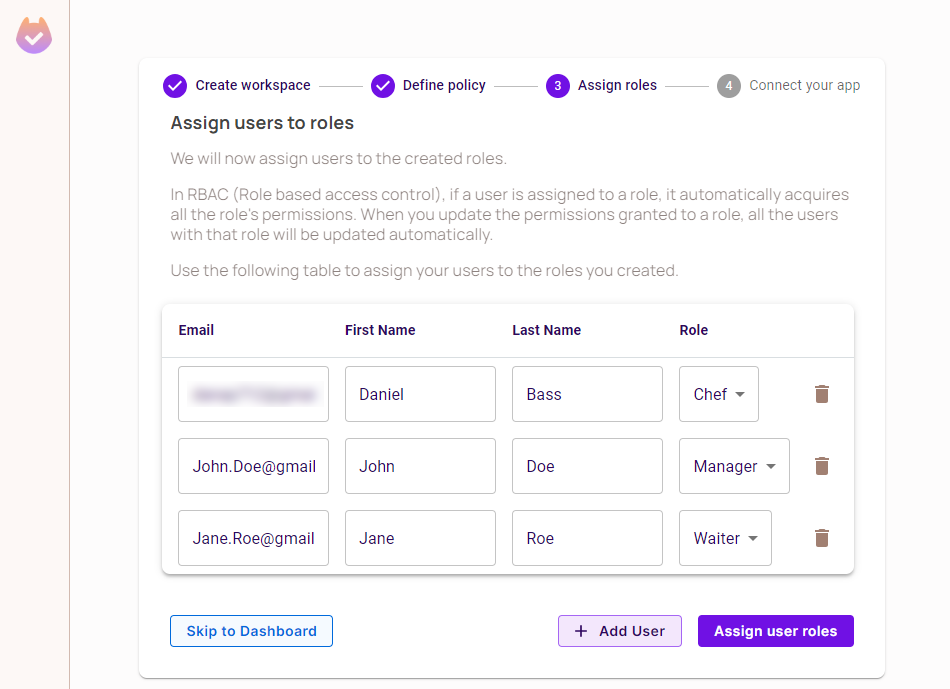 Create workspace
Define policy
3 Assign roles
4 Connect your app
Assign users to roles
We will now assign users to the created roles.
In RBAC (Role based access control), if a user is assigned to a role, it automatically acquires
all the role's permissions. When you update the permissions granted to a role, all the users
with that role will be updated automatically.
Use the following table to assign your users to the roles you created.
Email First Name Last Name Role
Daniel Bass Chef
John.Doe@gmail John Doe Manager
Jane.Roe@gmail Jane Roe Waiter
Skip to Dashboard
+ Add User
Assign user roles